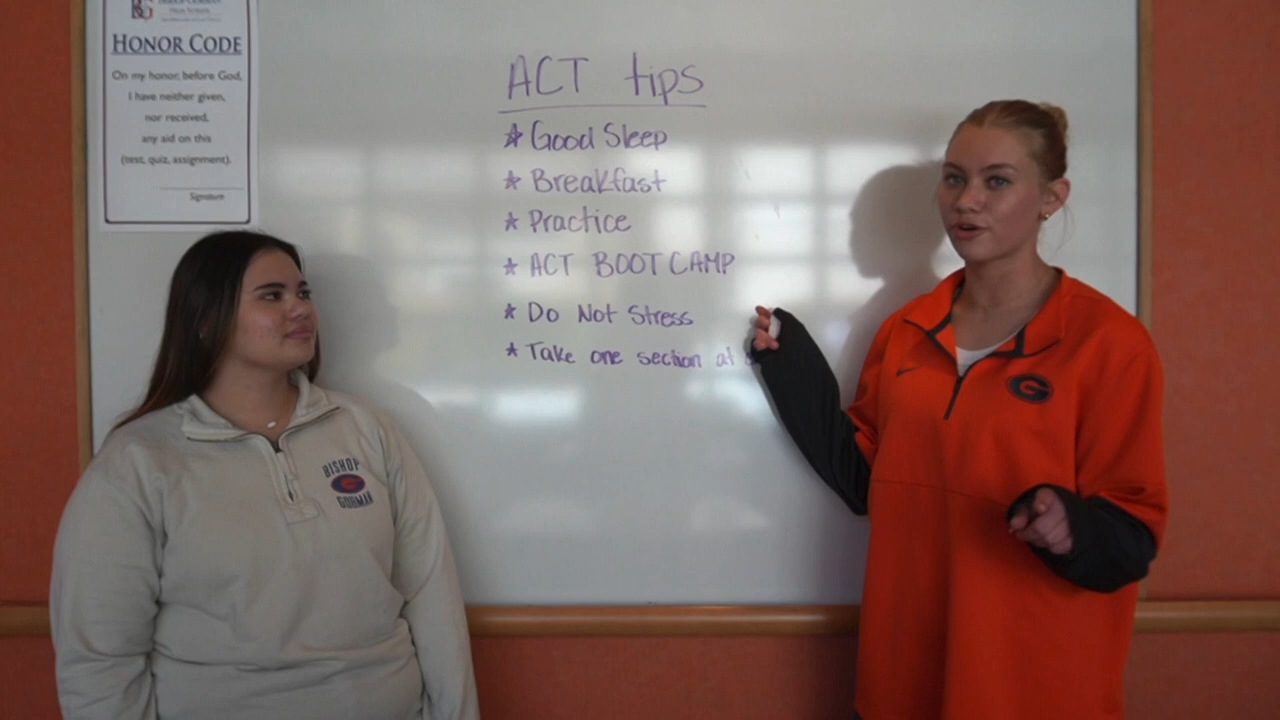 HONOR CODE
On my honor, before God,
I have neither given,
nor received,
any aid on this
(test, quiz, assignment).
Signature
ACT tips
* Good Sleep
* Breakfast
* Practice
* ACT BOOT CAMP
* Do Not Stress
* Take one section at
BISHOP
G
GORMAN
G